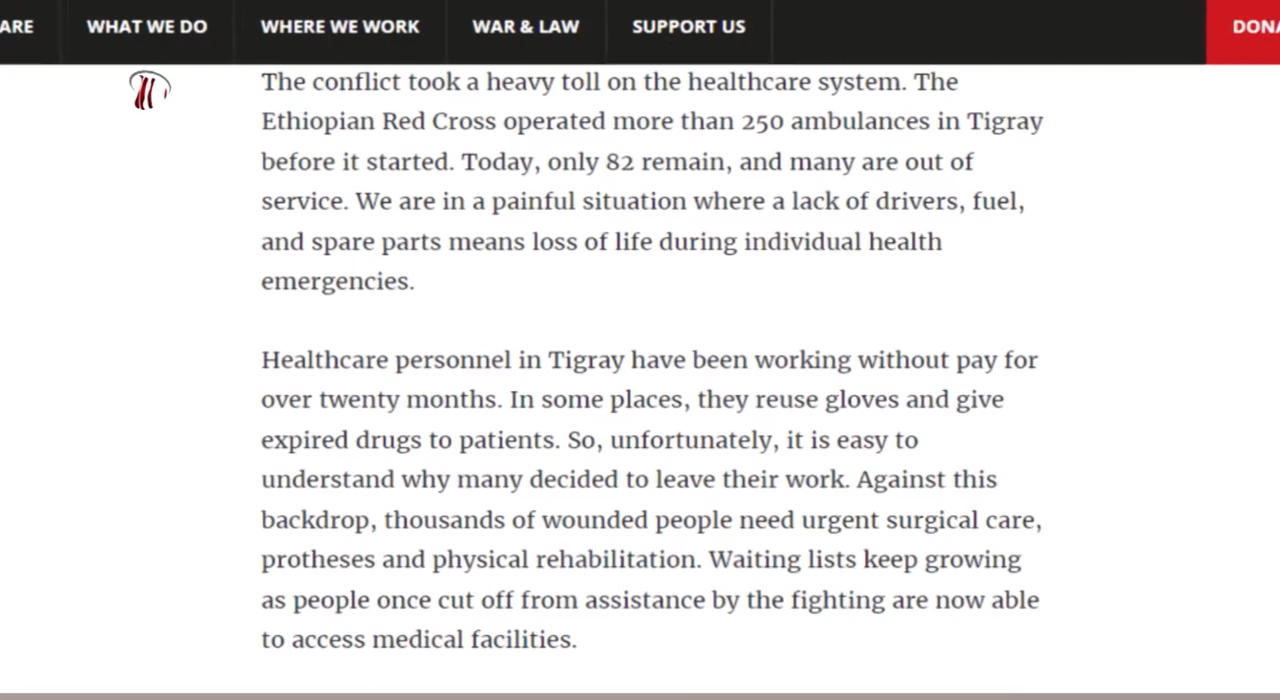 ARE WHAT WE DO WHERE WE WORK WAR & LAW SUPPORT US DONA
The conflict took a heavy toll on the healthcare system. The
Ethiopian Red Cross operated more than 250 ambulances in Tigray
before it started. Today, only 82 remain, and many are out of
service. We are in a painful situation where a lack of drivers, fuel,
and spare parts means loss of life during individual health
emergencies.
Healthcare personnel in Tigray have been working without pay for
over twenty months. In some places, they reuse gloves and give
expired drugs to patients. So, unfortunately, it is easy to
understand why many decided to leave their work. Against this
backdrop, thousands of wounded people need urgent surgical care,
protheses and physical rehabilitation. Waiting lists keep growing
as people once cut off from assistance by the fighting are now able
to access medical facilities.